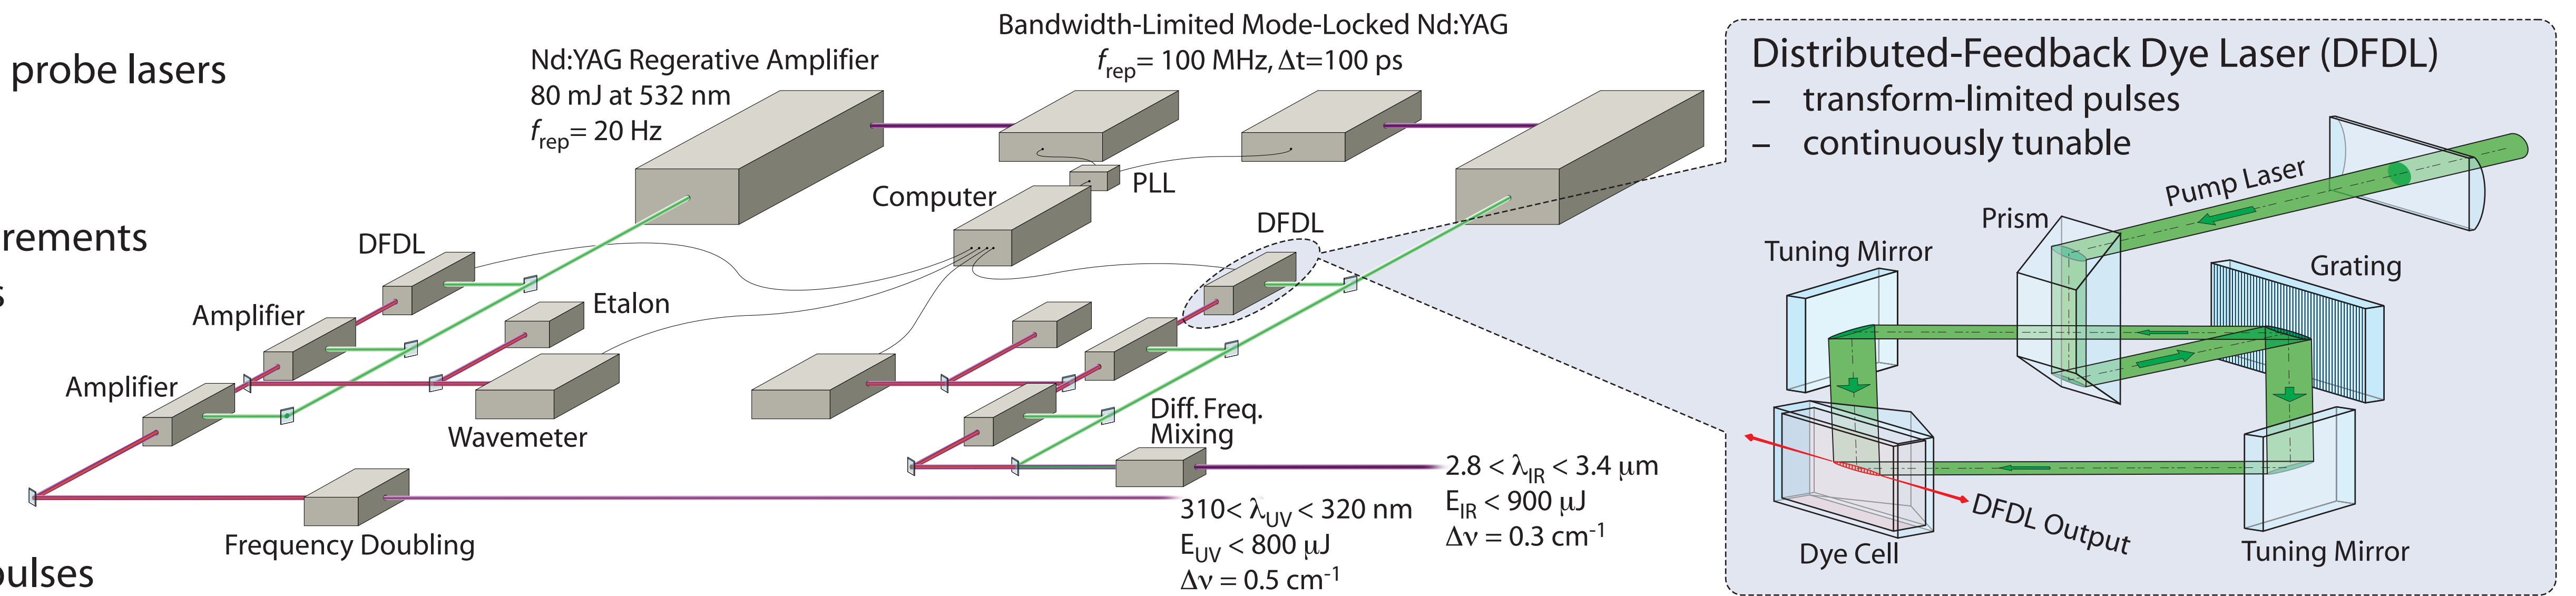 probe lasers
rements
s
pulses
Nd:YAG Regerative Amplifier
80 mJ at 532 nm
frep= 20 Hz
Bandwidth-Limited Mode-Locked Nd:YAG
frep= 100 MHz, Δt=100 ps
PLL
Computer
DFDL
DFDL
Amplifier
Etalon
Amplifier
Wavemeter
Diff. Freq.
Mixing
Frequency Doubling
310< λUV < 320 nm
EUV < 800 μJ
Δν = 0.5 cm-1
2.8 < λIR < 3.4 μm
EIR < 900 μJ
Δν = 0.3 cm-1
Distributed-Feedback Dye Laser (DFDL)
– transform-limited pulses
– continuously tunable
Pump Laser
Prism
Tuning Mirror
Grating
DFDL Output
Dye Cell
Tuning Mirror